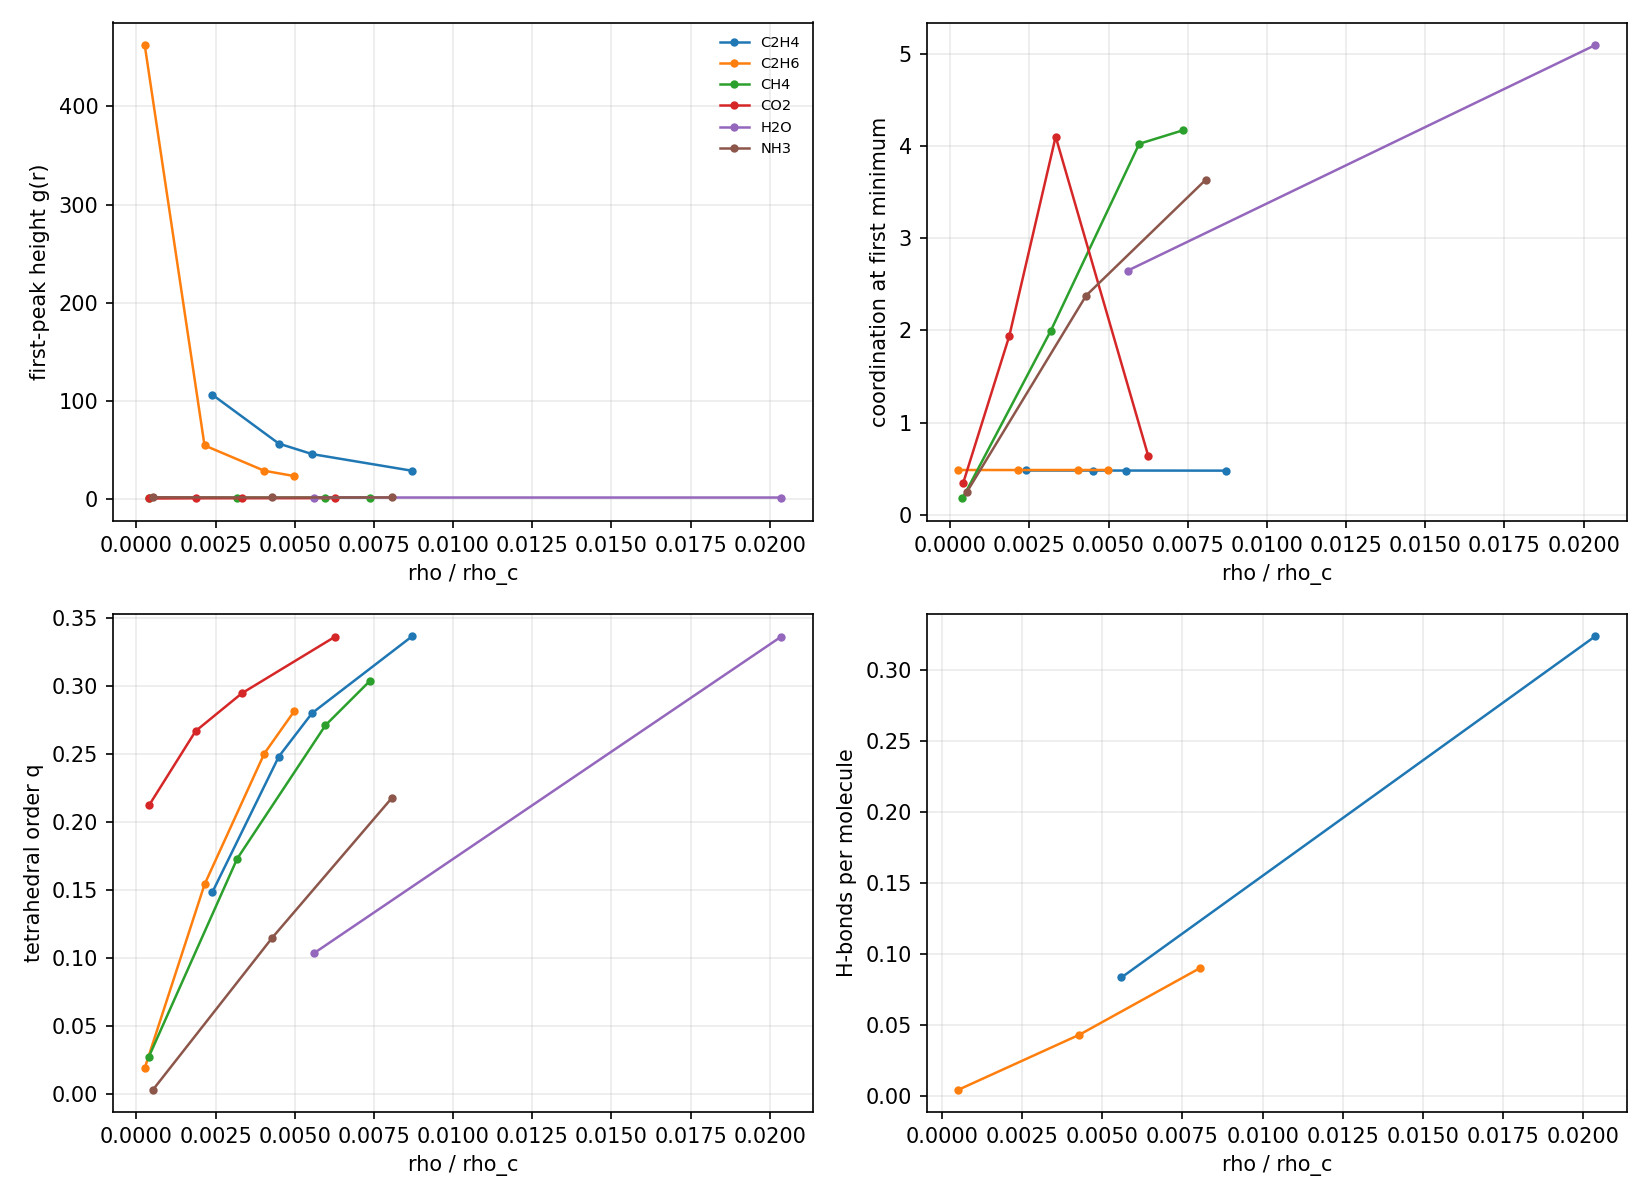 first-peak height g(r)
400
300
200
100
0
C2H4
C2H6
CH4
CO2
H2O
NH3
0.0000 0.0025 0.0050 0.0075 0.0100 0.0125 0.0150 0.0175 0.0200
rho / rho_c
coordination at first minimum
5
4
3
2
1
0
0.0000 0.0025 0.0050 0.0075 0.0100 0.0125 0.0150 0.0175 0.0200
rho / rho_c
tetrahedral order q
0.35
0.30
0.25
0.20
0.15
0.10
0.05
0.00
0.0000 0.0025 0.0050 0.0075 0.0100 0.0125 0.0150 0.0175 0.0200
rho / rho_c
H-bonds per molecule
0.30
0.25
0.20
0.15
0.10
0.05
0.00
0.0000 0.0025 0.0050 0.0075 0.0100 0.0125 0.0150 0.0175 0.0200
rho / rho_c